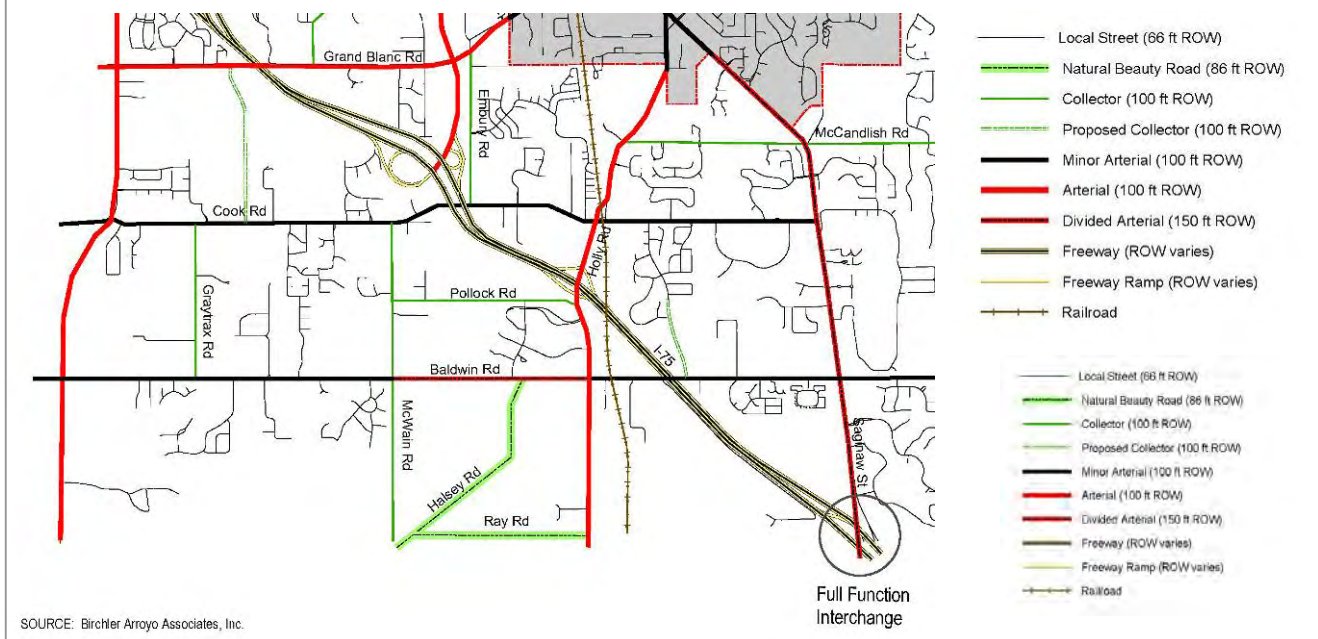 Grand Blanc Rd
Embury Rd
McCandlish Rd
Cook Rd
Holly Rd
Graytrax Rd
Pollock Rd
I-75
Baldwin Rd
McWain Rd
Saginaw St
Halsey Rd
Ray Rd
Full Function
Interchange
SOURCE: Birchler Arroyo Associates, Inc.
Local Street (66 ft ROW)
Natural Beauty Road (86 ft ROW)
Collector (100 ft ROW)
Proposed Collector (100 ft ROW)
Minor Arterial (100 ft ROW)
Arterial (100 ft ROW)
Divided Arterial (150 ft ROW)
Freeway (ROW varies)
Freeway Ramp (ROW varies)
Railroad
Local Street (66 ft ROW)
Natural Beauty Road (86 ft ROW)
Collector (100 ft ROW)
Proposed Collector (100 ft ROW)
Minor Arterial (100 ft ROW)
Arterial (100 ft ROW)
Divided Arterial (150 ft ROW)
Freeway (ROW varies)
Freeway Ramp (ROW varies)
Railroad